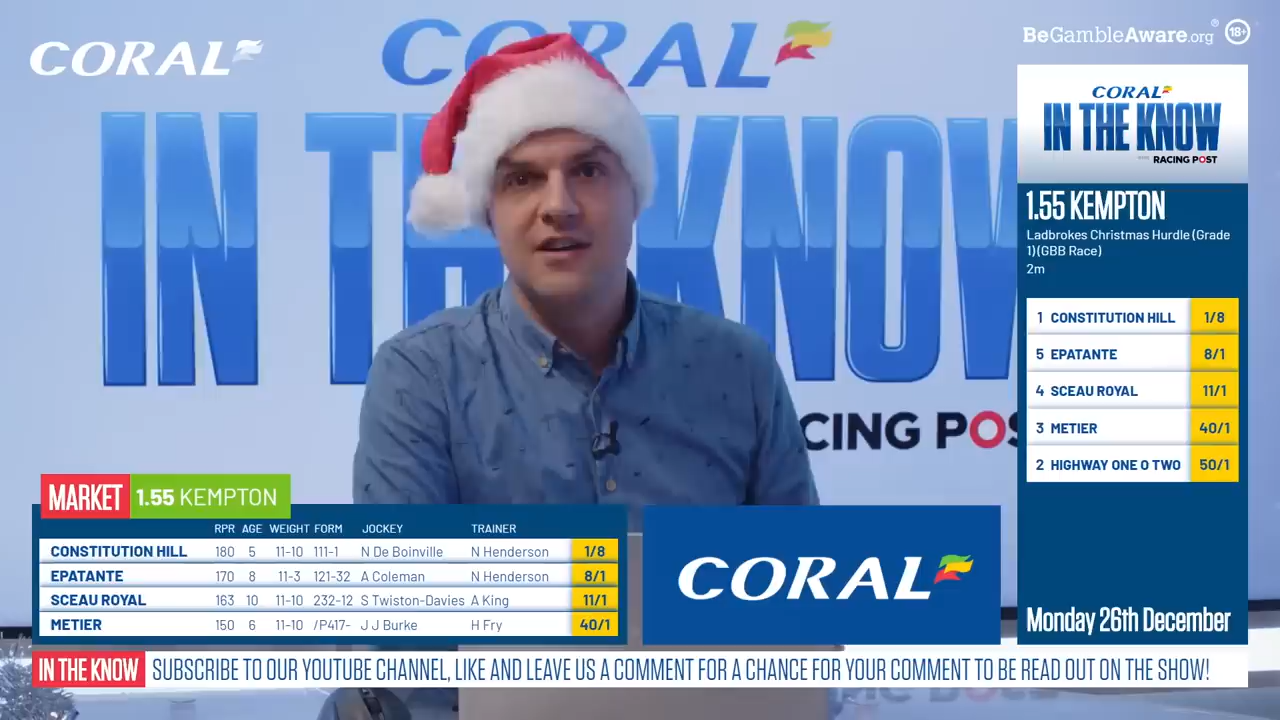 CORAL
CORAL
IN THE KNOW
CING POS
BeGambleAware.org® 18+
CORAL
IN THE KNOW
WITH RACING POST
1.55 KEMPTON
Ladbrokes Christmas Hurdle (Grade
1) (GBB Race)
2m
1 CONSTITUTION HILL 1/8
5 EPATANTE 8/1
4 SCEAU ROYAL 11/1
3 METIER 40/1
2 HIGHWAY ONE O TWO 50/1
Monday 26th December
MARKET 1.55 KEMPTON
RPR AGE WEIGHT FORM JOCKEY TRAINER
CONSTITUTION HILL 180 5 11-10 111-1 N De Boinville N Henderson 1/8
EPATANTE 170 8 11-3 121-32 A Coleman N Henderson 8/1
SCEAU ROYAL 163 10 11-10 232-12 S Twiston-Davies A King 11/1
METIER 150 6 11-10 /P417- J J Burke H Fry 40/1
CORAL
IN THE KNOW SUBSCRIBE TO OUR YOUTUBE CHANNEL, LIKE AND LEAVE US A COMMENT FOR A CHANCE FOR YOUR COMMENT TO BE READ OUT ON THE SHOW!